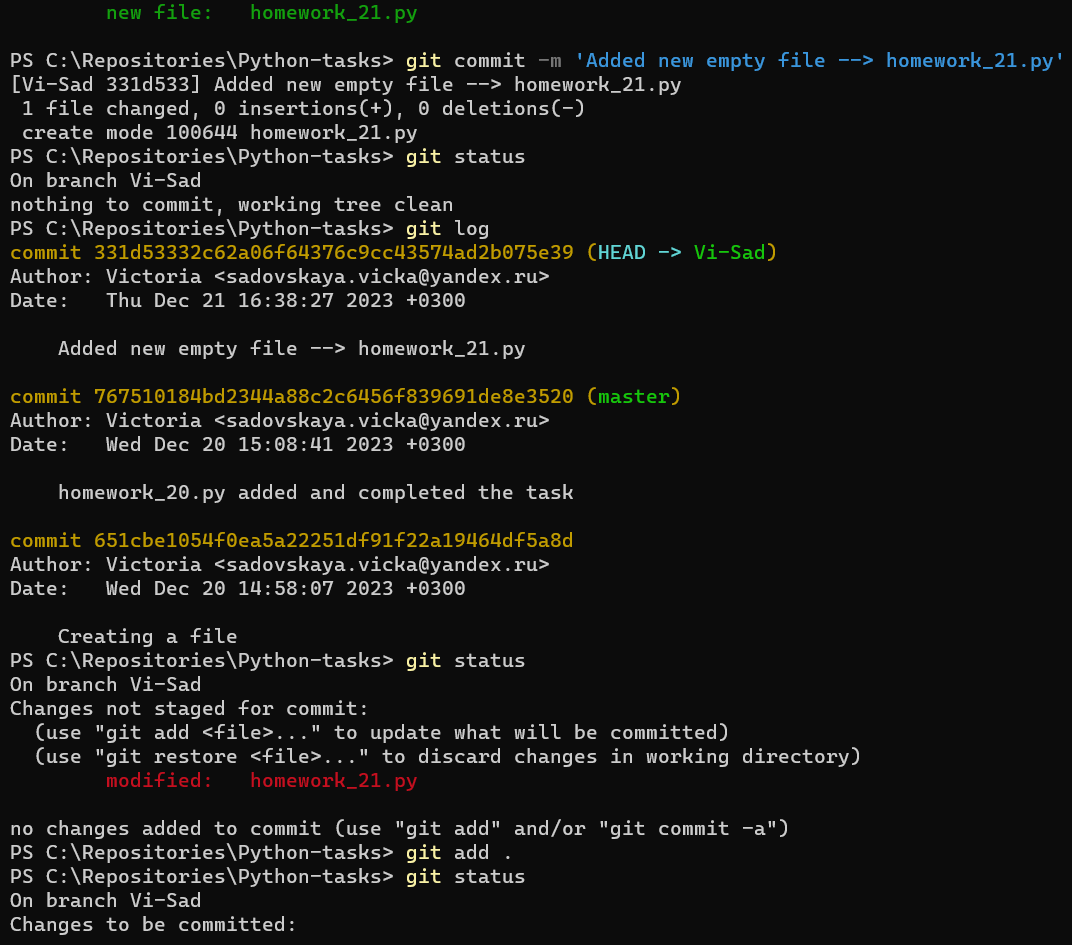 new file:   homework_21.py
PS C:\Repositories\Python-tasks> git commit -m 'Added new empty file --> homework_21.py'
[Vi-Sad 331d533] Added new empty file --> homework_21.py
 1 file changed, 0 insertions(+), 0 deletions(-)
 create mode 100644 homework_21.py
PS C:\Repositories\Python-tasks> git status
On branch Vi-Sad
nothing to commit, working tree clean
PS C:\Repositories\Python-tasks> git log
commit 331d53332c62a06f64376c9cc43574ad2b075e39 (HEAD -> Vi-Sad)
Author: Victoria <sadovskaya.vicka@yandex.ru>
Date:   Thu Dec 21 16:38:27 2023 +0300
    Added new empty file --> homework_21.py
commit 767510184bd2344a88c2c6456f839691de8e3520 (master)
Author: Victoria <sadovskaya.vicka@yandex.ru>
Date:   Wed Dec 20 15:08:41 2023 +0300
    homework_20.py added and completed the task
commit 651cbe1054f0ea5a22251df91f22a19464df5a8d
Author: Victoria <sadovskaya.vicka@yandex.ru>
Date:   Wed Dec 20 14:58:07 2023 +0300
    Creating a file
PS C:\Repositories\Python-tasks> git status
On branch Vi-Sad
Changes not staged for commit:
  (use "git add <file>..." to update what will be committed)
  (use "git restore <file>..." to discard changes in working directory)
        modified:   homework_21.py
no changes added to commit (use "git add" and/or "git commit -a")
PS C:\Repositories\Python-tasks> git add .
PS C:\Repositories\Python-tasks> git status
On branch Vi-Sad
Changes to be committed: